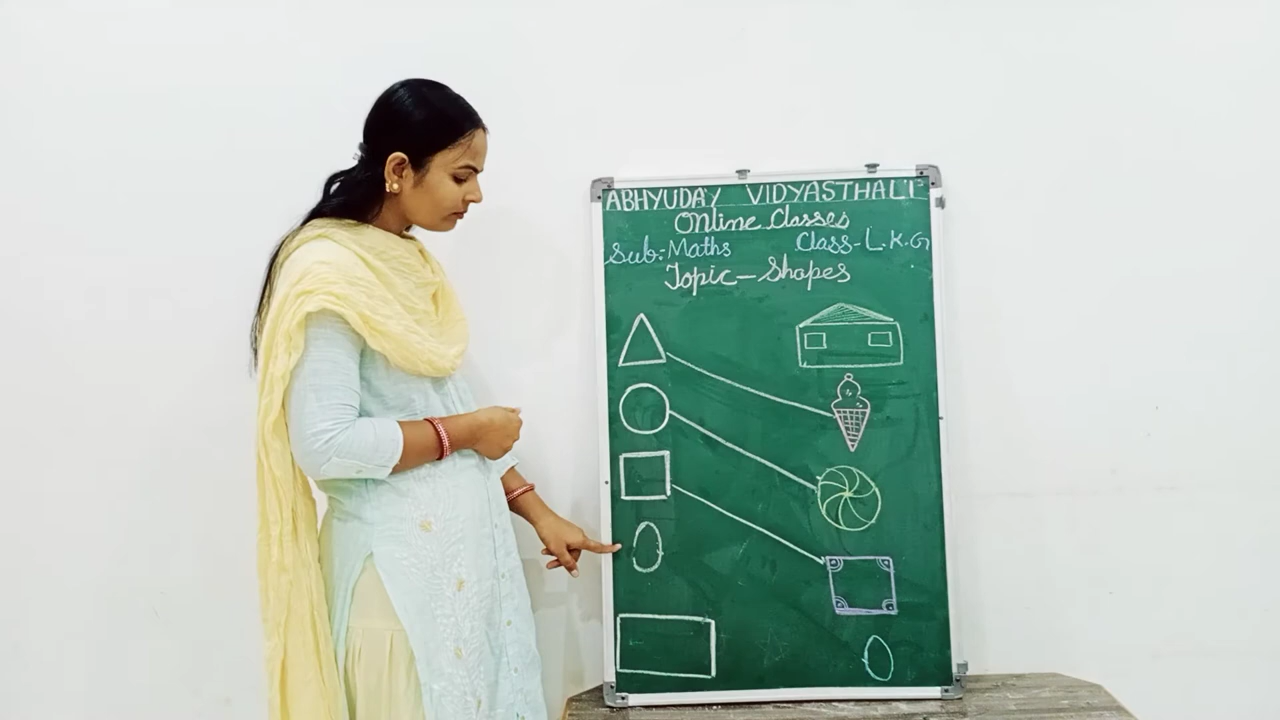 ABHYUDAY VIDYASTHALI
Online Classes
Sub:- Maths Class- L.K.G
Topic - Shapes